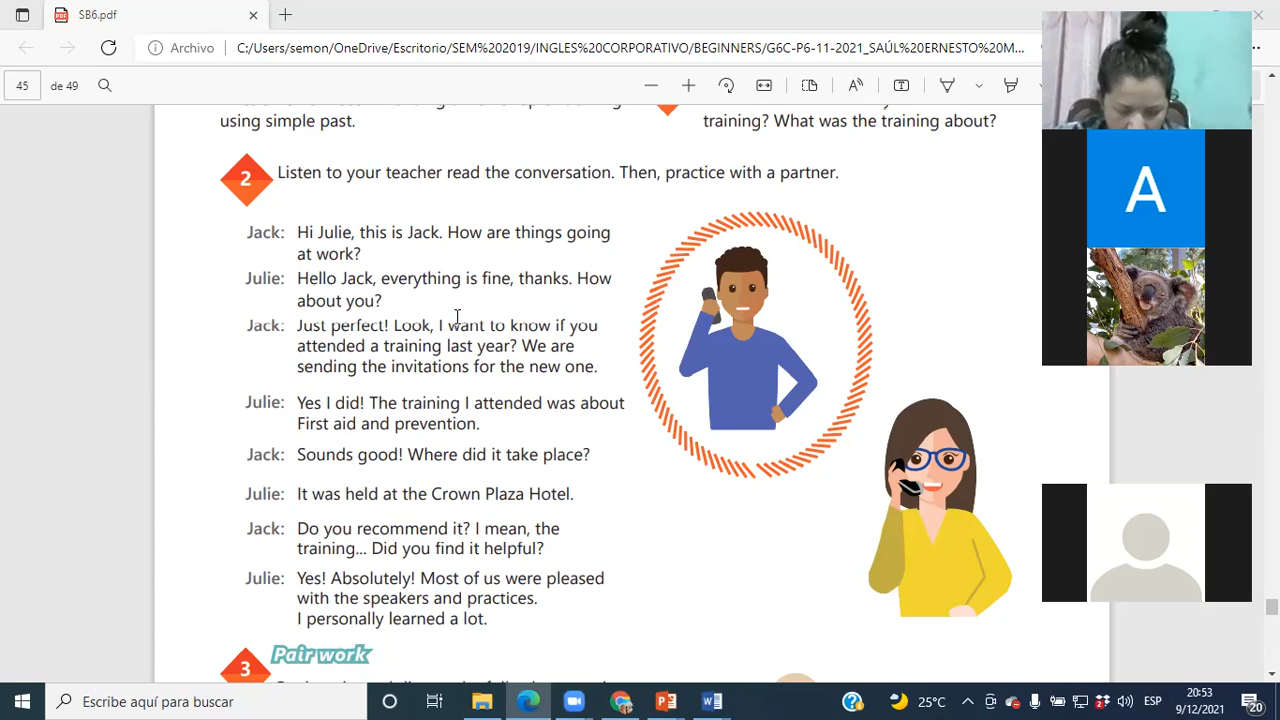 SB6.pdf
Archivo
C:/Users/semon/OneDrive/Escritorio/SEM%202019/INGLES%20CORPORATIVO/BEGINNERS/G6C-P6-11-2021_SAÚL%20ERNESTO%20M...
45 de 49
using simple past.
training? What was the training about?
2 Listen to your teacher read the conversation. Then, practice with a partner.
Jack: Hi Julie, this is Jack. How are things going
at work?
Julie: Hello Jack, everything is fine, thanks. How
about you?
Jack: Just perfect! Look, I want to know if you
attended a training last year? We are
sending the invitations for the new one.
Julie: Yes I did! The training I attended was about
First aid and prevention.
Jack: Sounds good! Where did it take place?
Julie: It was held at the Crown Plaza Hotel.
Jack: Do you recommend it? I mean, the
training... Did you find it helpful?
Julie: Yes! Absolutely! Most of us were pleased
with the speakers and practices.
I personally learned a lot.
3 Pair work
A
Escribe aquí para buscar
25°C
ESP
20:53
9/12/2021
20